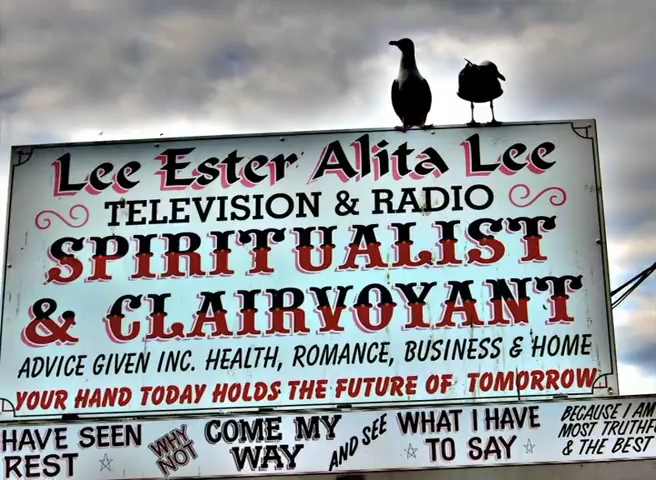 Lee Ester Alita Lee
TELEVISION & RADIO
SPIRITUALIST
& CLAIRVOYANT
ADVICE GIVEN INC. HEALTH, ROMANCE, BUSINESS & HOME
YOUR HAND TODAY HOLDS THE FUTURE OF TOMORROW
HAVE SEEN
REST
WHY
NOT
COME MY
WAY
AND SEE
WHAT I HAVE
TO SAY
BECAUSE I AM
MOST
& THE BEST